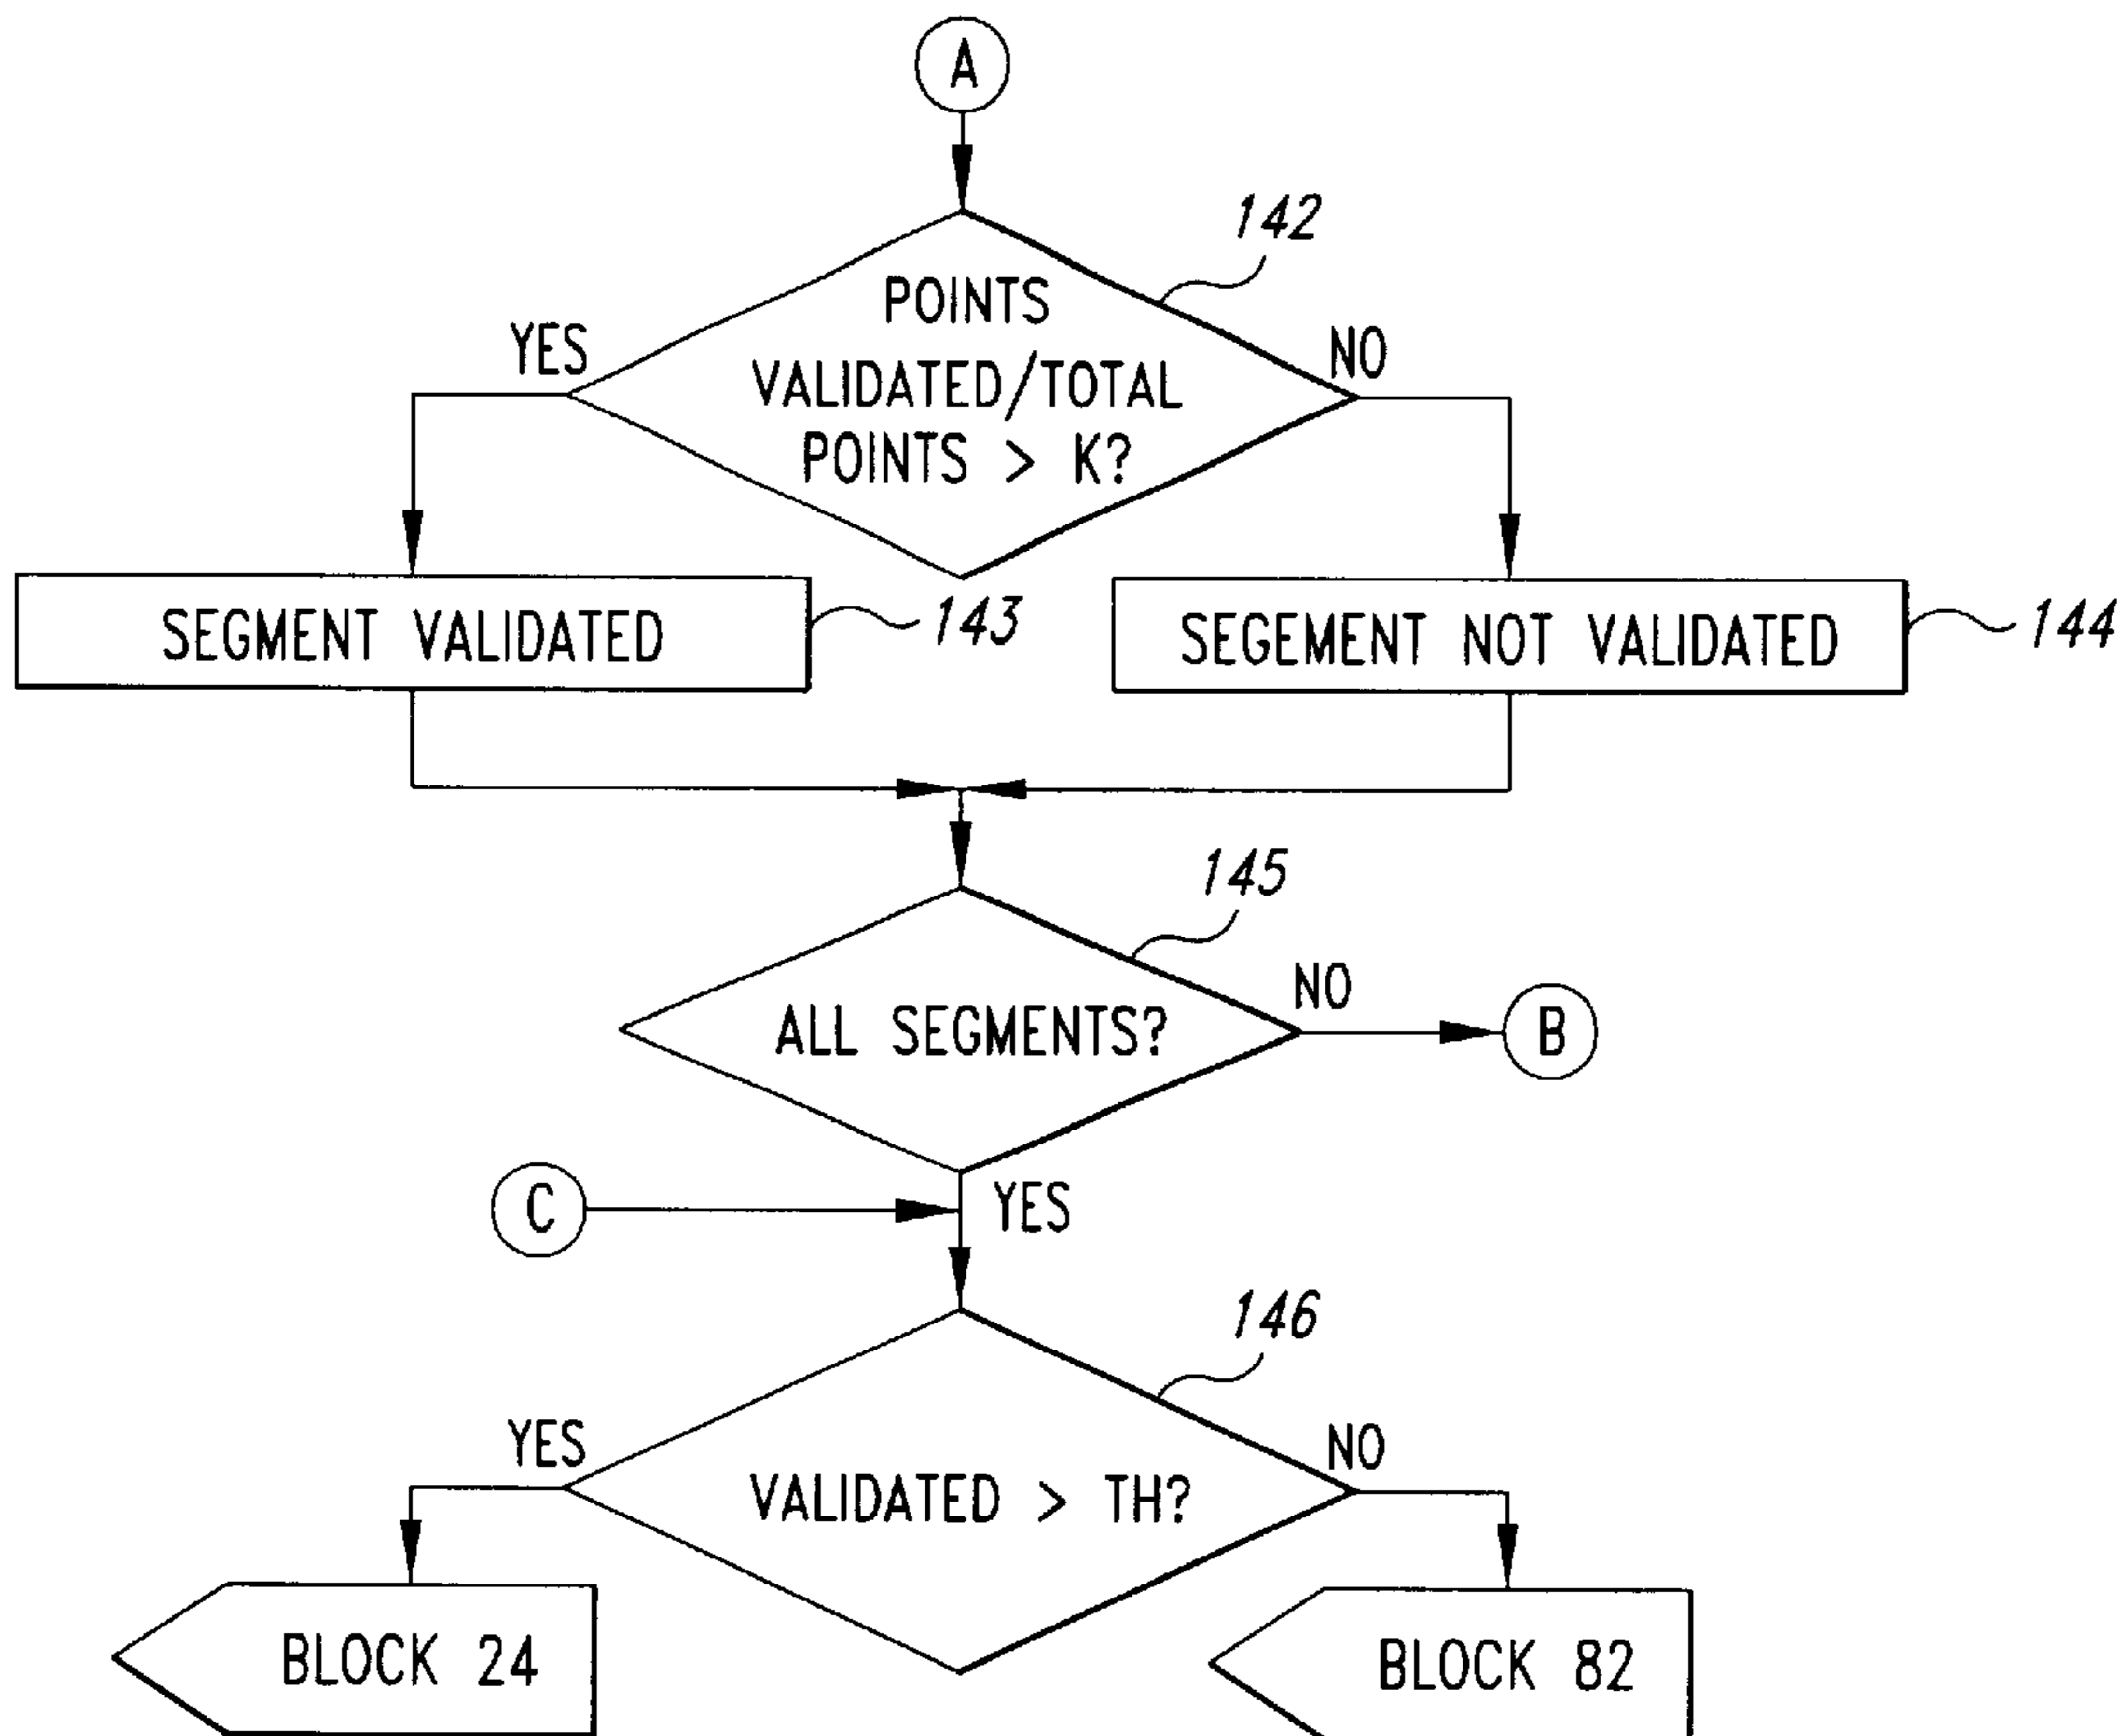 A
142
POINTS
VALIDATED/TOTAL
POINTS > K?
YES
NO
SEGMENT VALIDATED
143
SEGEMENT NOT VALIDATED
144
145
ALL SEGMENTS?
NO
B
C
YES
146
YES
VALIDATED > TH?
NO
BLOCK 24
BLOCK 82